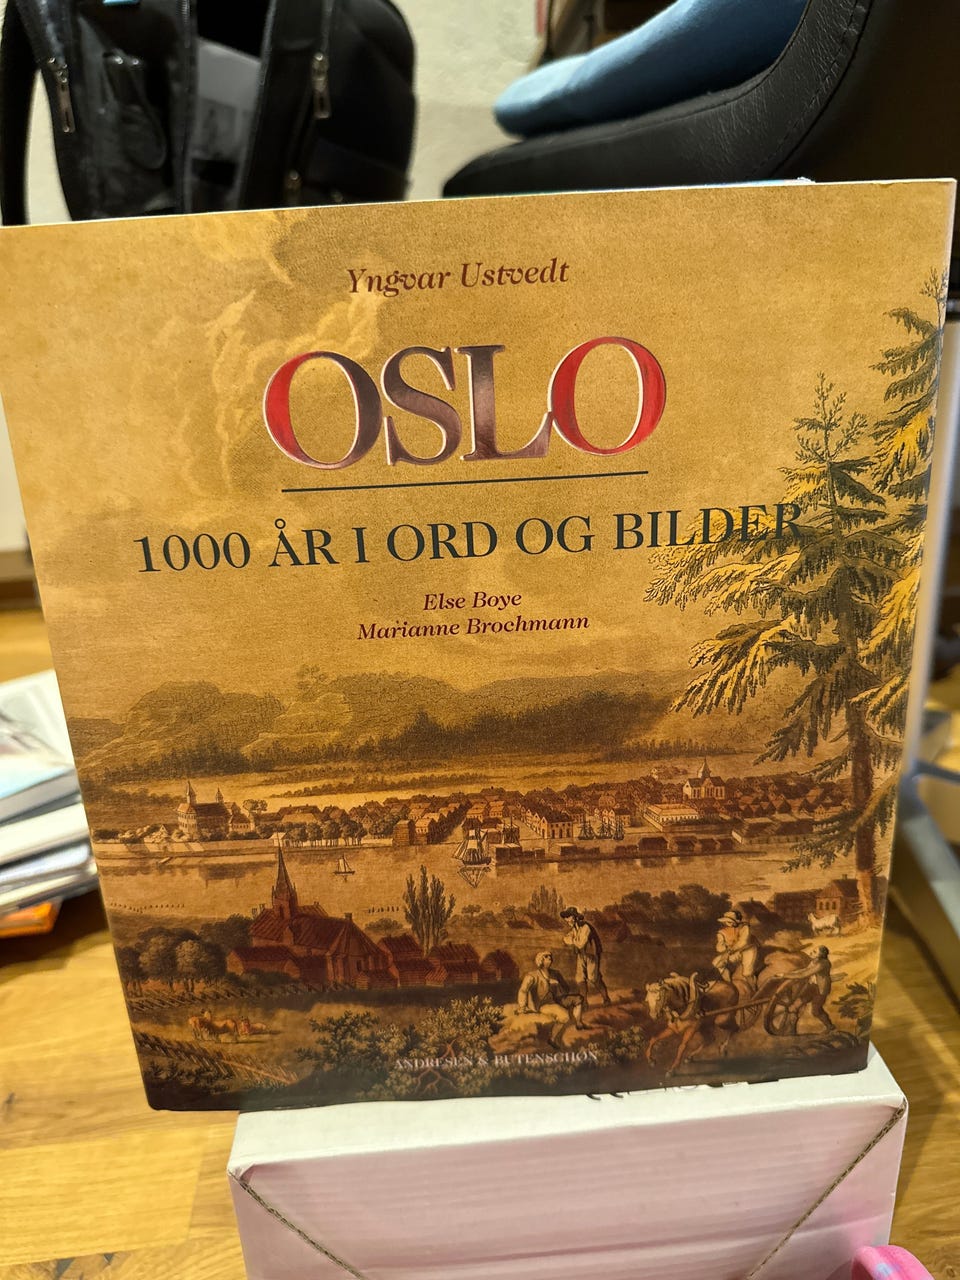 Yngvar Ustvedt
OSLO
1000 ÅR I ORD OG BILDER
Else Boye
Marianne Brochmann
ANDRESEN & BUTENSCHØN